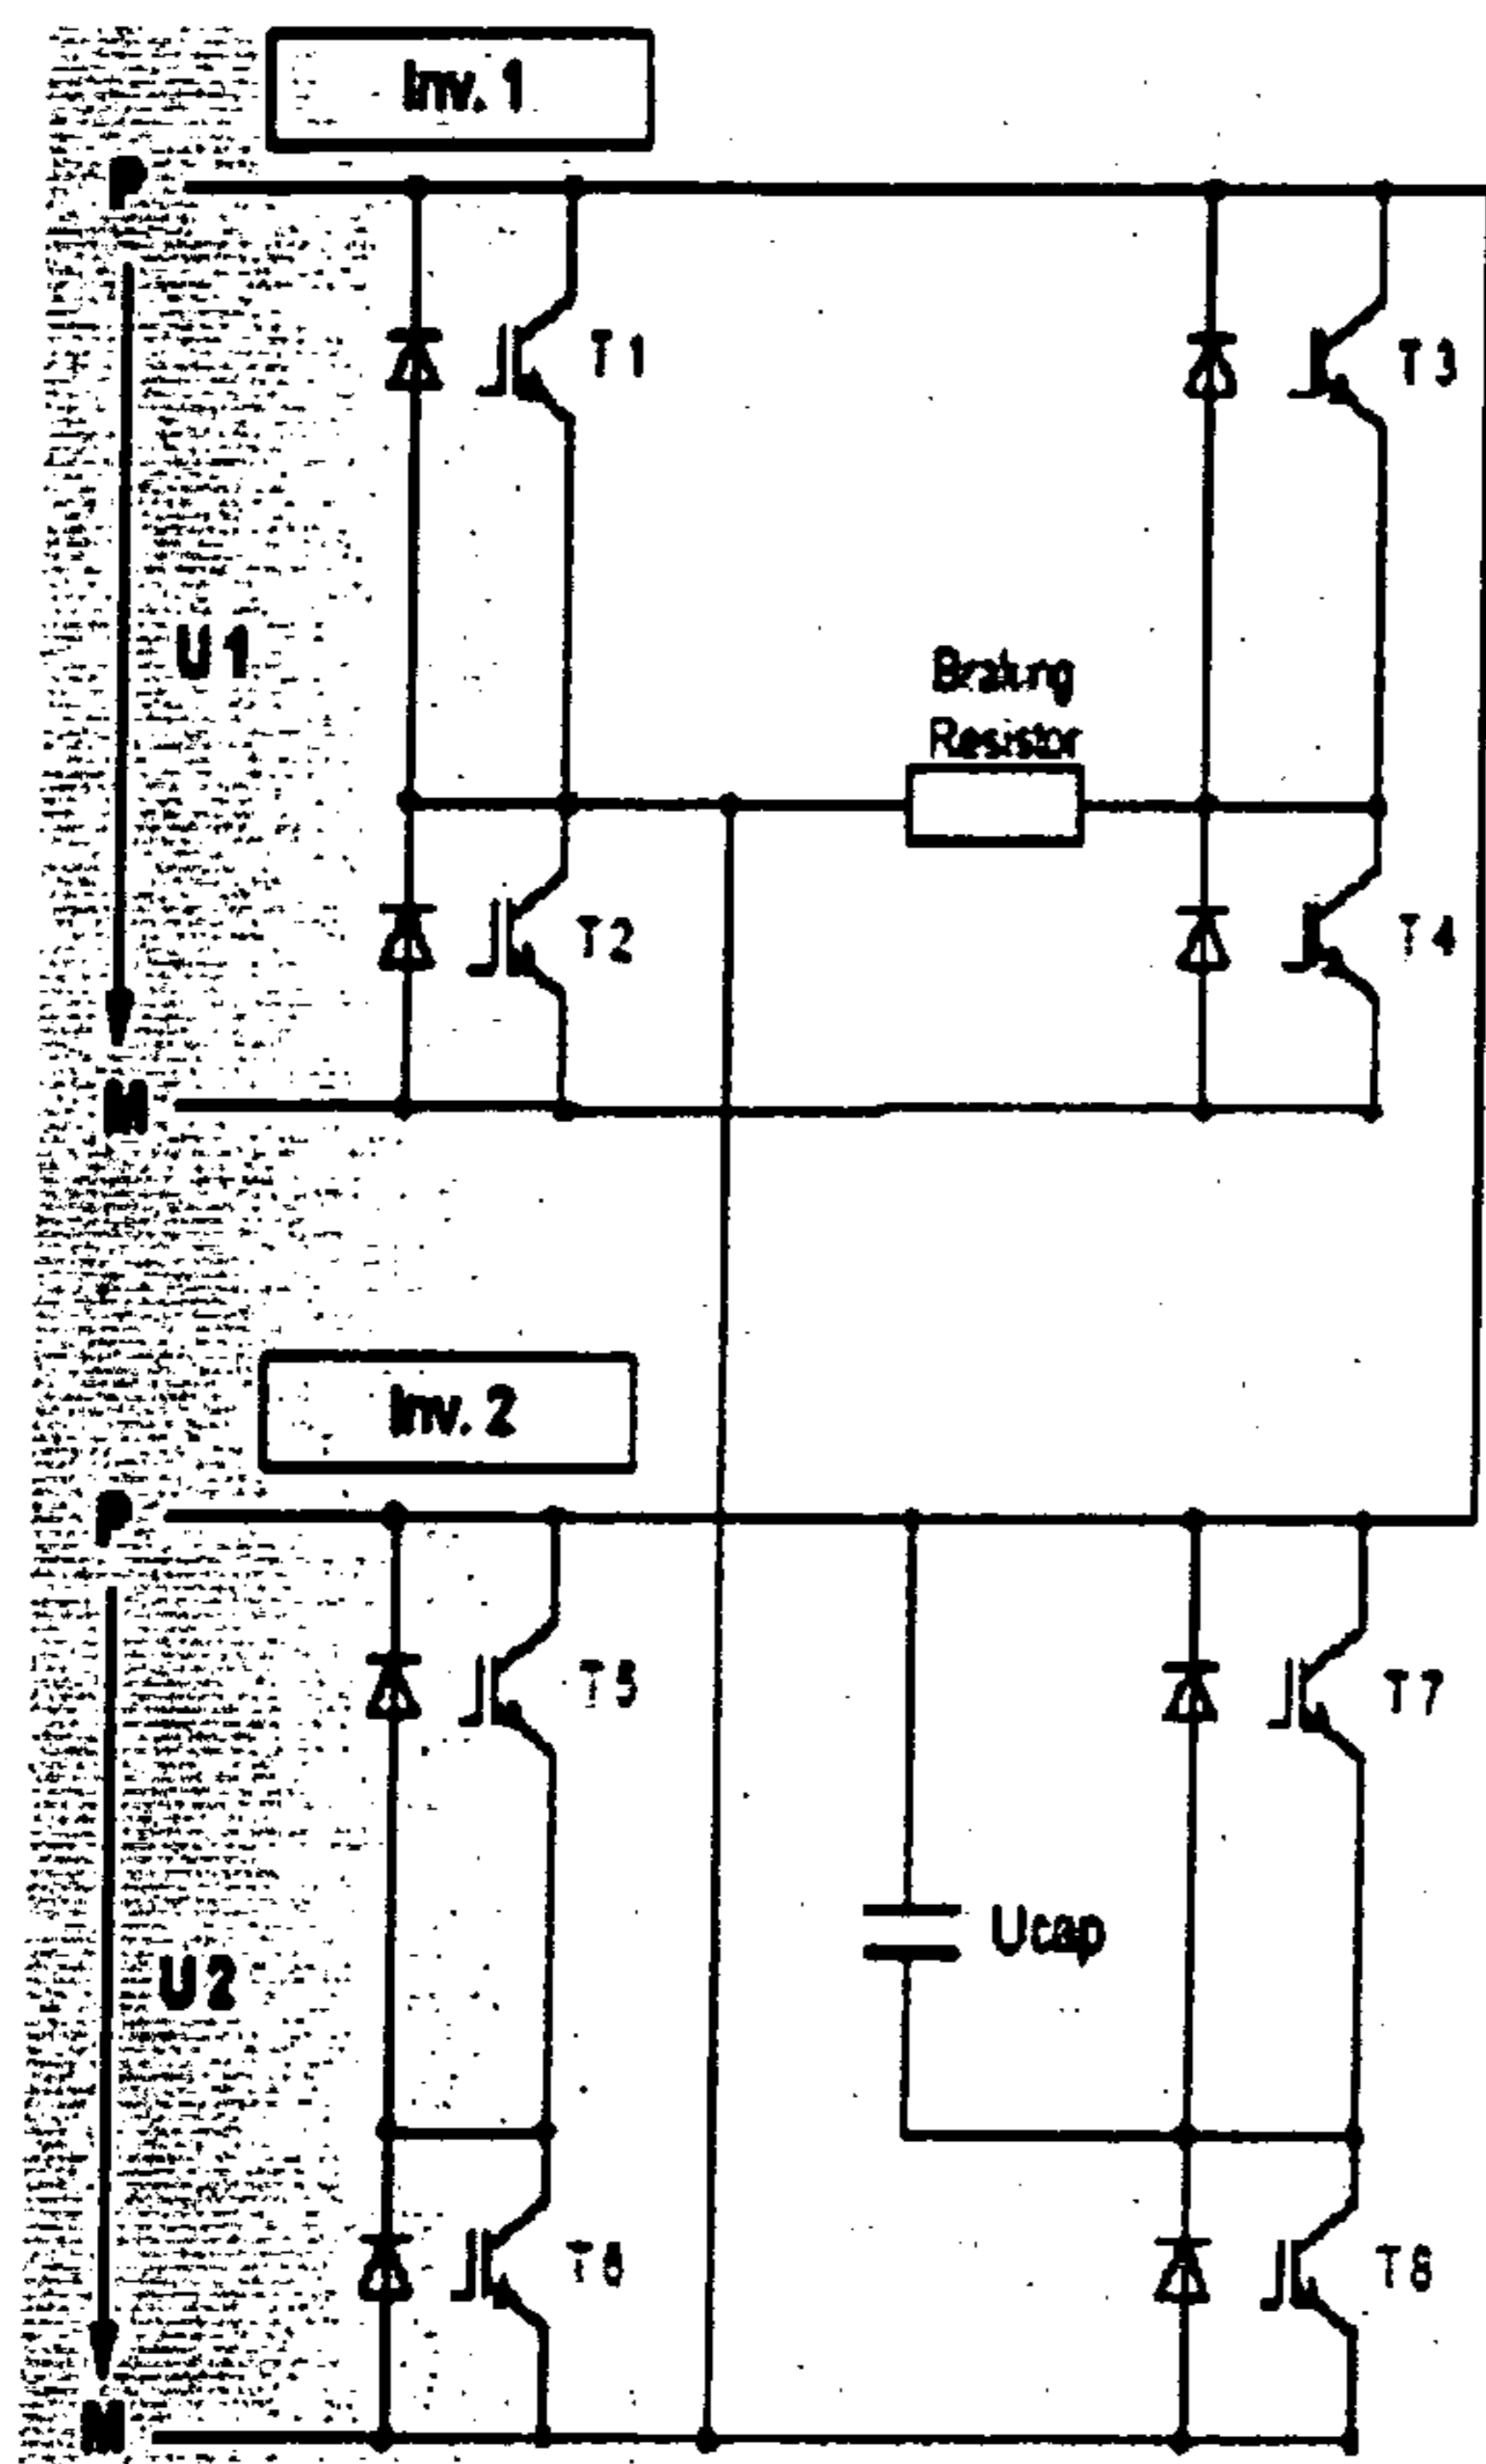 Inv. 1
P
T1
T3
U1
Braking
Resistor
T2
T4
N
Inv. 2
P
T5
T7
Ucap
U2
T6
T8
N